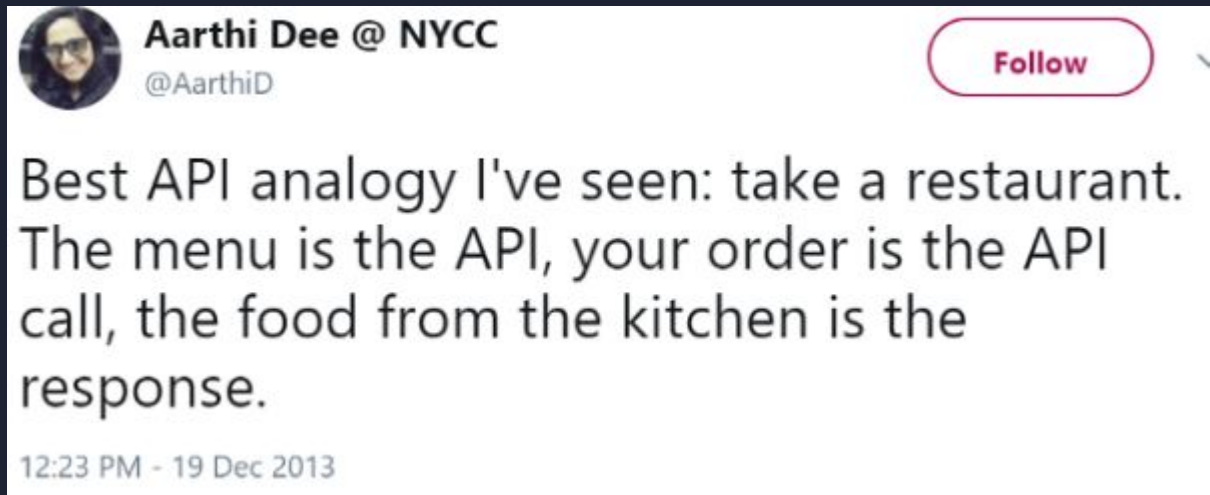 Aarthi Dee @ NYCC
@AarthiD
Follow
Best API analogy I've seen: take a restaurant.
The menu is the API, your order is the API
call, the food from the kitchen is the
response.
12:23 PM - 19 Dec 2013